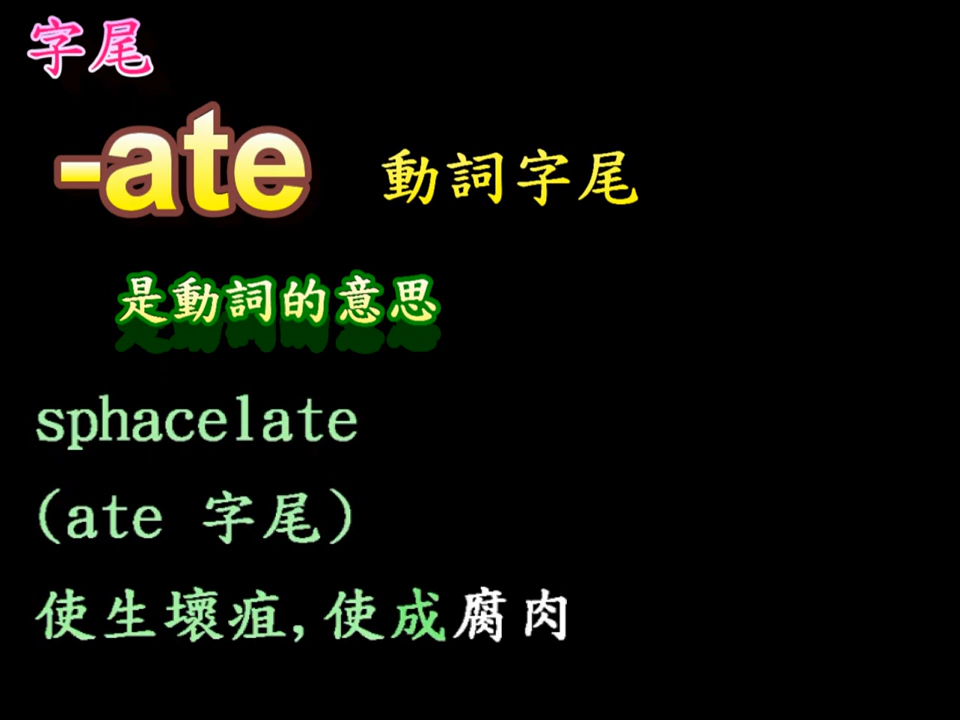 字尾
-ate 動詞字尾
是動詞的意思
sphacelate
(ate 字尾)
使生壞疽,使成腐肉